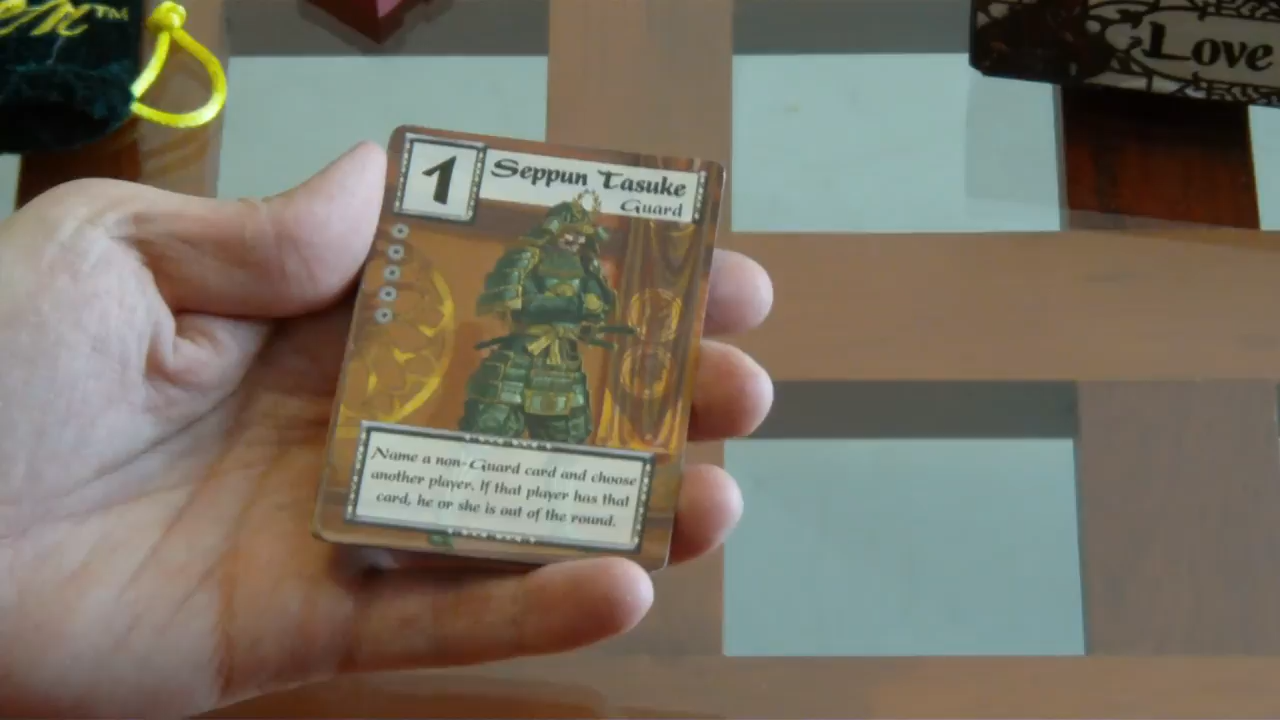 Love
1
Seppun Tasuke
Guard
Name a non-Guard card and choose
another player. If that player has that
card, he or she is out of the round.